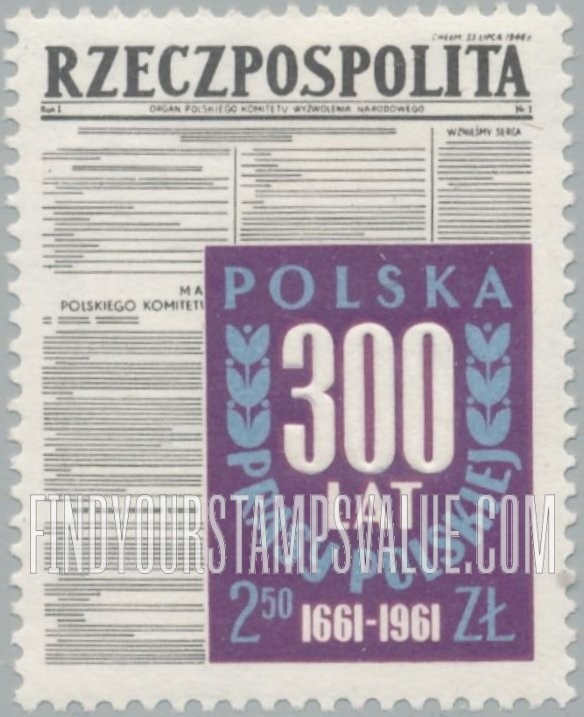 CHEŁM, 23 LIPCA 1944 r.
RZECZPOSPOLITA
Rok I ORGAN POLSKIEGO KOMITETU WYZWOLENIA NARODOWEGO Nr 1
WZNIEŚMY SERCA
MA
POLSKIEGO KOMITETU
POLSKA
300
LAT
PRASY POLSKIEJ
2 50 1661-1961 ZŁ
FINDYOURSTAMPSVALUE.COM